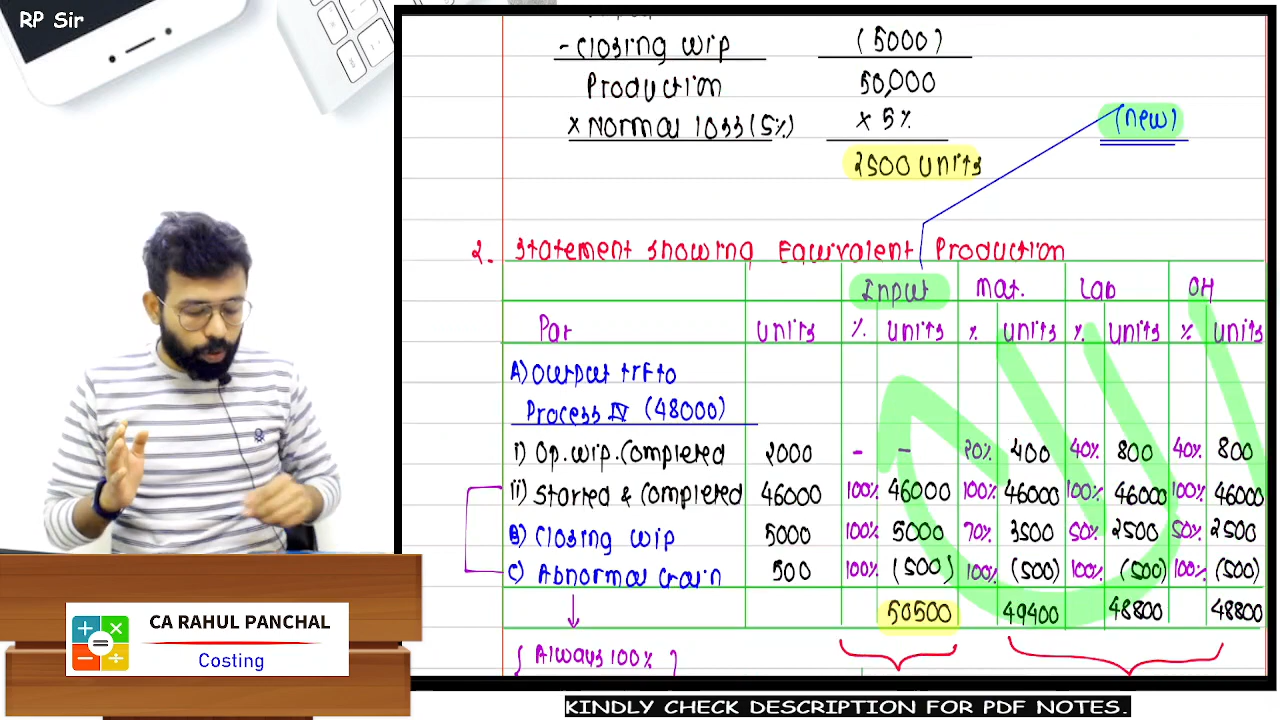 RP Sir
- Closing wip (5000)
Production 50,000
x Normal loss (5%) x 5%
2500 units
(new)
2. Statement Showing Equivalent Production
Input Mat. Lab OH
Par units % units % units % units % units
A) Output trf to
Process IV (48000)
i) Op. wip. Completed 2000 - - 20% 400 40% 800 40% 800
ii) Started & Completed 46000 100% 46000 100% 46000 100% 46000 100% 46000
B) Closing wip 5000 100% 5000 70% 3500 50% 2500 50% 2500
C) Abnormal Gain 500 100% (500) 100% (500) 100% (500) 100% (500)
50500 49400 48800 48800
{ Always 100% }
CA RAHUL PANCHAL
Costing
KINDLY CHECK DESCRIPTION FOR PDF NOTES.